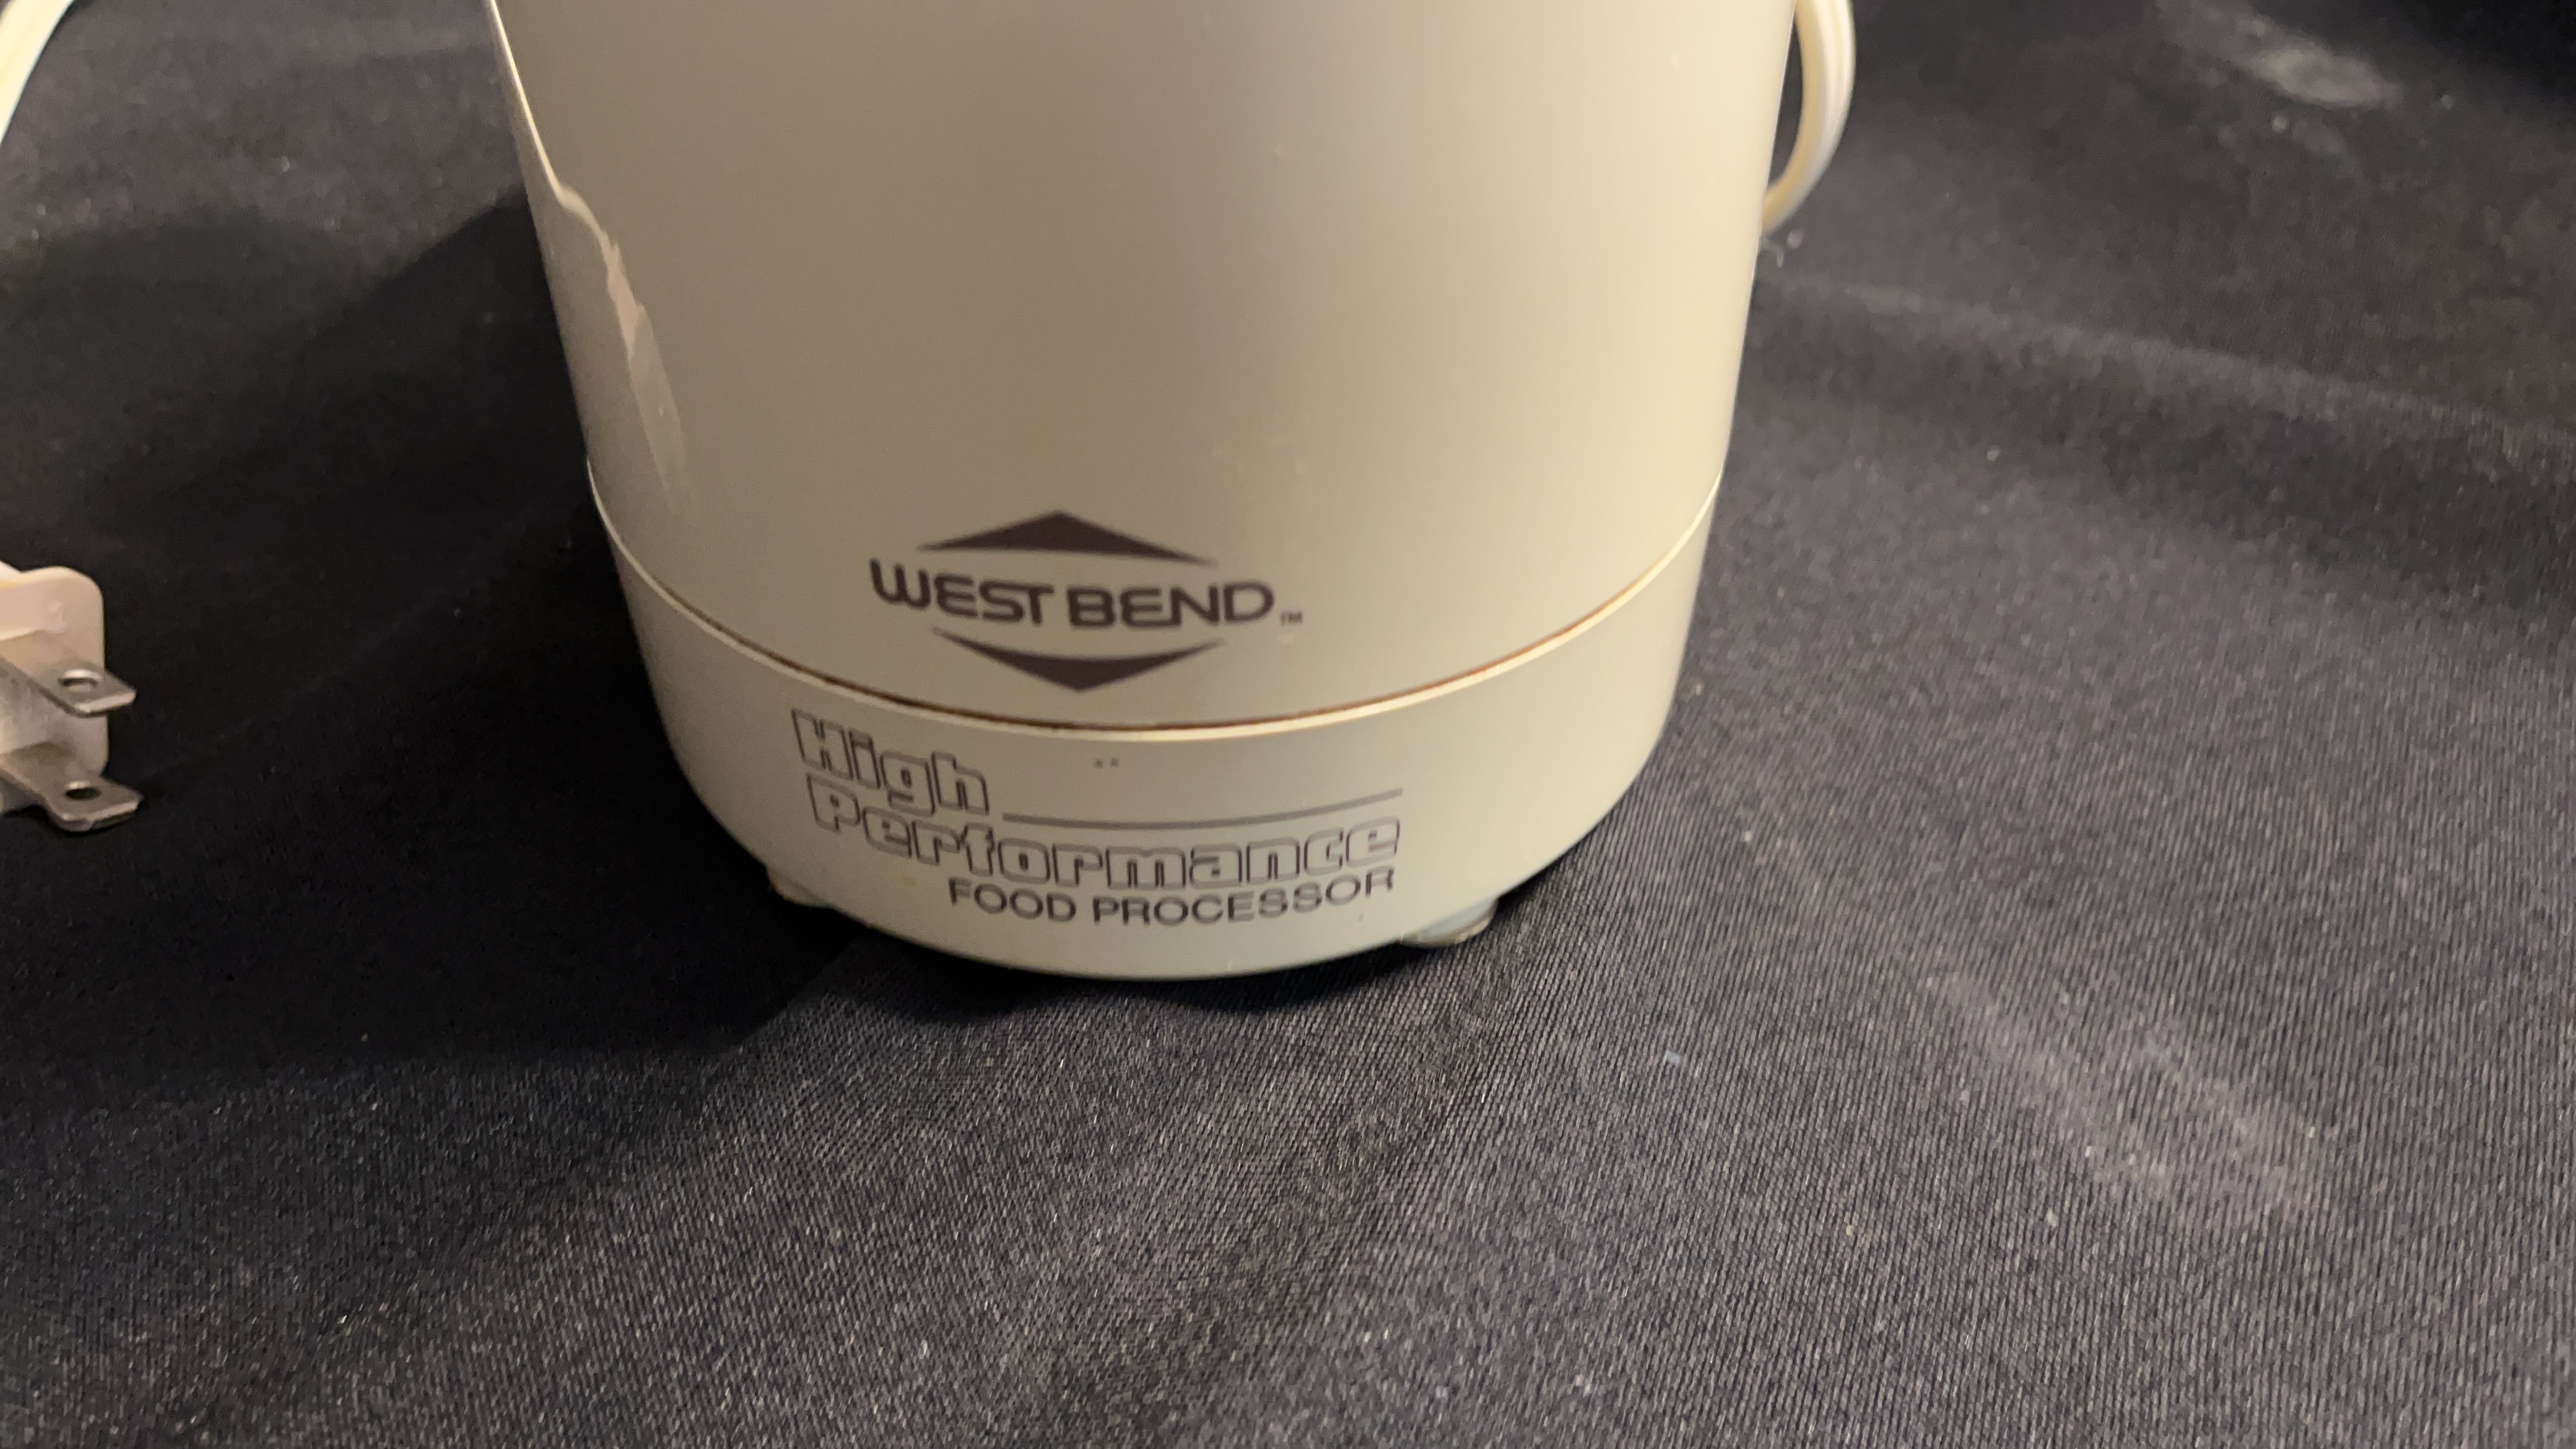 WEST BEND™
High
Performance
FOOD PROCESSOR